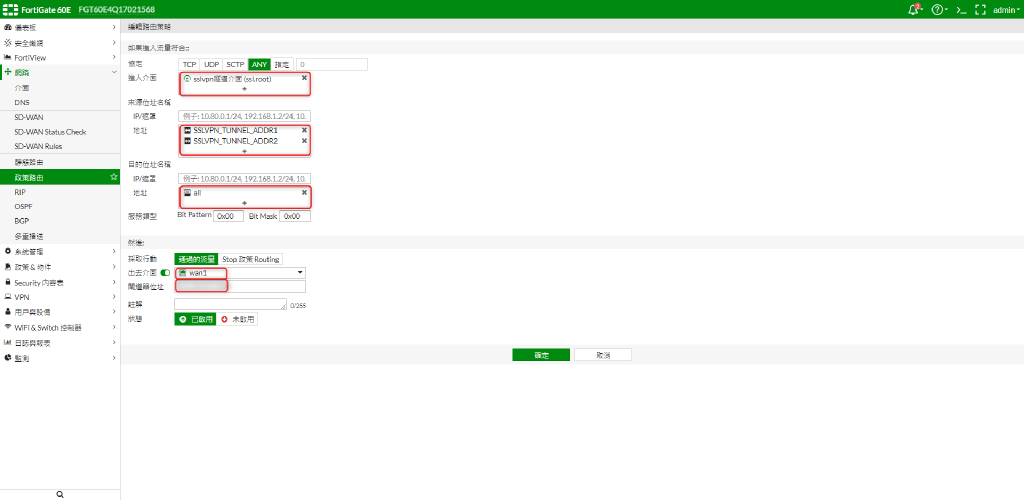 FortiGate 60E FGT60E4Q17021568
2 admin
儀表板
安全織網
FortiView
網路
介面
DNS
SD-WAN
SD-WAN Status Check
SD-WAN Rules
靜態路由
政策路由
RIP
OSPF
BGP
多重播送
系統管理
政策 & 物件
Security 內容表
VPN
用戶與設備
WiFi & Switch 控制器
日誌與報表
監測
編輯路由策略
如果進入流量符合::
協定 TCP UDP SCTP ANY 指定 0
進入介面 sslvpn隧道介面 (ssl.root)
+
來源位址名稱
IP/遮罩 例子: 10.80.0.1/24, 192.168.1.2/24, 10.
地址 SSLVPN_TUNNEL_ADDR1
SSLVPN_TUNNEL_ADDR2
+
目的位址名稱
IP/遮罩 例子: 10.80.0.1/24, 192.168.1.2/24, 10.
地址 all
+
服務類型 Bit Pattern 0x00 Bit Mask 0x00
然後:
採取行動 通過的流量 Stop 政策 Routing
出去介面 wan1
閘道器位址
註解 0/255
狀態 已啟用 未啟用
確定 取消